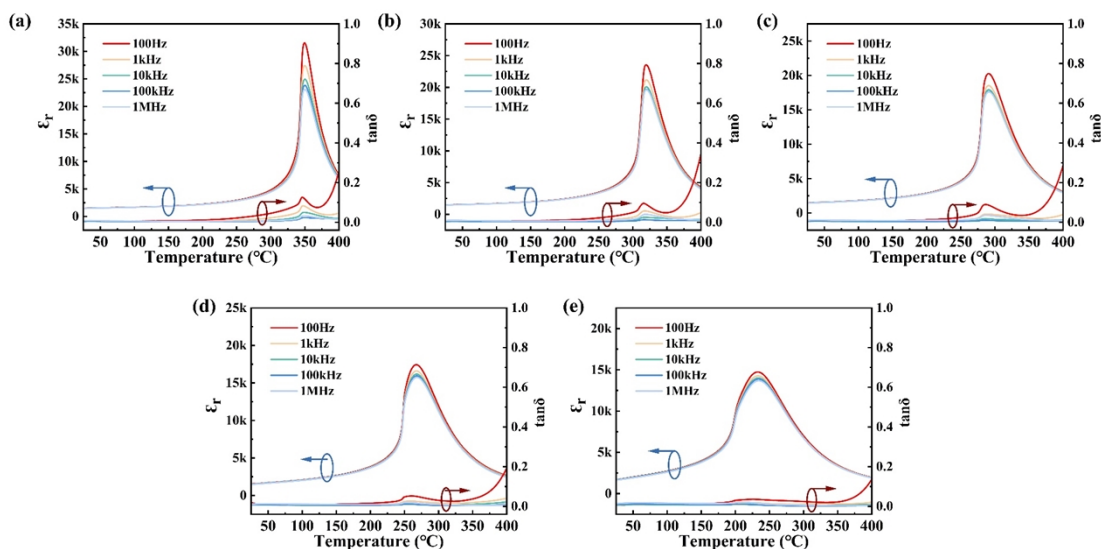 (a)
35k
30k
25k
20k
15k
10k
5k
0
εr
100Hz
1kHz
10kHz
100kHz
1MHz
1.0
0.8
0.6
0.4
0.2
0.0
tanδ
50 100 150 200 250 300 350 400
Temperature (°C)
(b)
30k
25k
20k
15k
10k
5k
0
εr
100Hz
1kHz
10kHz
100kHz
1MHz
1.0
0.8
0.6
0.4
0.2
0.0
tanδ
50 100 150 200 250 300 350 400
Temperature (°C)
(c)
25k
20k
15k
10k
5k
0
εr
100Hz
1kHz
10kHz
100kHz
1MHz
1.0
0.8
0.6
0.4
0.2
0.0
tanδ
50 100 150 200 250 300 350 400
Temperature (°C)
(d)
25k
20k
15k
10k
5k
0
εr
100Hz
1kHz
10kHz
100kHz
1MHz
1.0
0.8
0.6
0.4
0.2
0.0
tanδ
50 100 150 200 250 300 350 400
Temperature (°C)
(e)
20k
15k
10k
5k
0
εr
100Hz
1kHz
10kHz
100kHz
1MHz
1.0
0.8
0.6
0.4
0.2
0.0
tanδ
50 100 150 200 250 300 350 400
Temperature (°C)